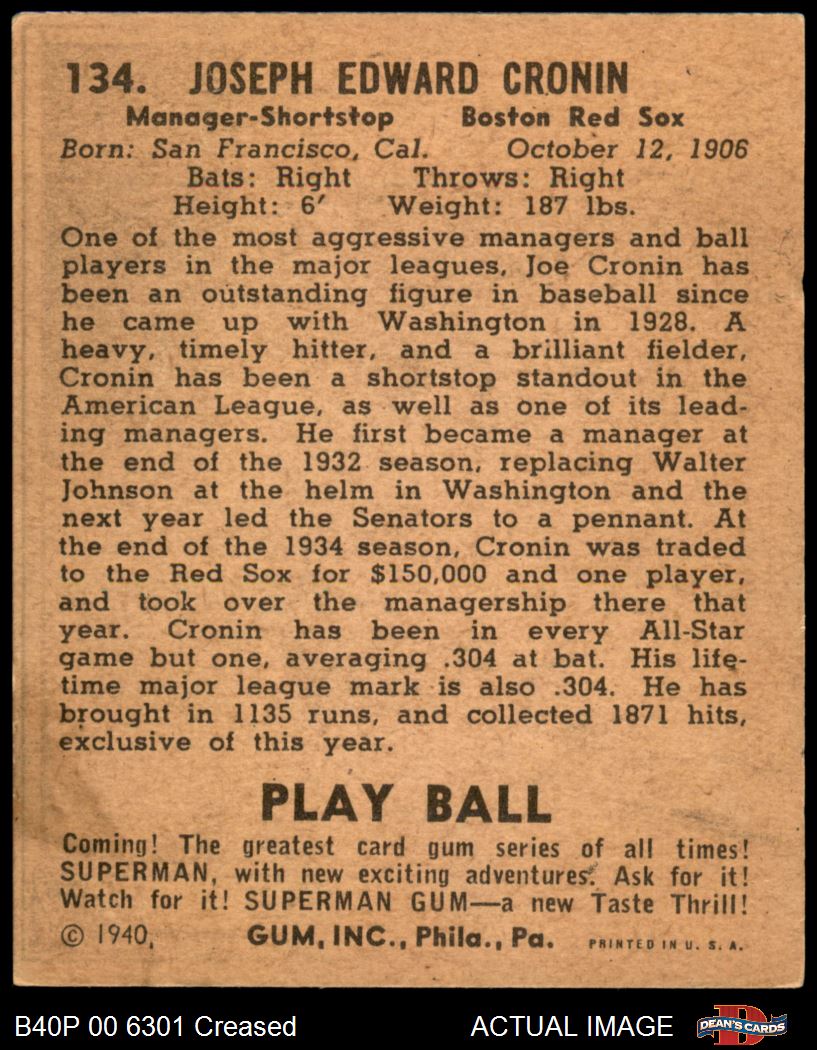 134. JOSEPH EDWARD CRONIN
Manager-Shortstop Boston Red Sox
Born: San Francisco, Cal. October 12, 1906
Bats: Right Throws: Right
Height: 6′ Weight: 187 lbs.
One of the most aggressive managers and ball
players in the major leagues, Joe Cronin has
been an outstanding figure in baseball since
he came up with Washington in 1928. A
heavy, timely hitter, and a brilliant fielder,
Cronin has been a shortstop standout in the
American League, as well as one of its lead-
ing managers. He first became a manager at
the end of the 1932 season, replacing Walter
Johnson at the helm in Washington and the
next year led the Senators to a pennant. At
the end of the 1934 season, Cronin was traded
to the Red Sox for $150,000 and one player,
and took over the managership there that
year. Cronin has been in every All-Star
game but one, averaging .304 at bat. His life-
time major league mark is also .304. He has
brought in 1135 runs, and collected 1871 hits,
exclusive of this year.
PLAY BALL
Coming! The greatest card gum series of all times!
SUPERMAN, with new exciting adventures. Ask for it!
Watch for it! SUPERMAN GUM—a new Taste Thrill!
© 1940, GUM, INC., Phila., Pa. PRINTED IN U. S. A.
B40P 00 6301 Creased ACTUAL IMAGE D DEAN'S CARDS